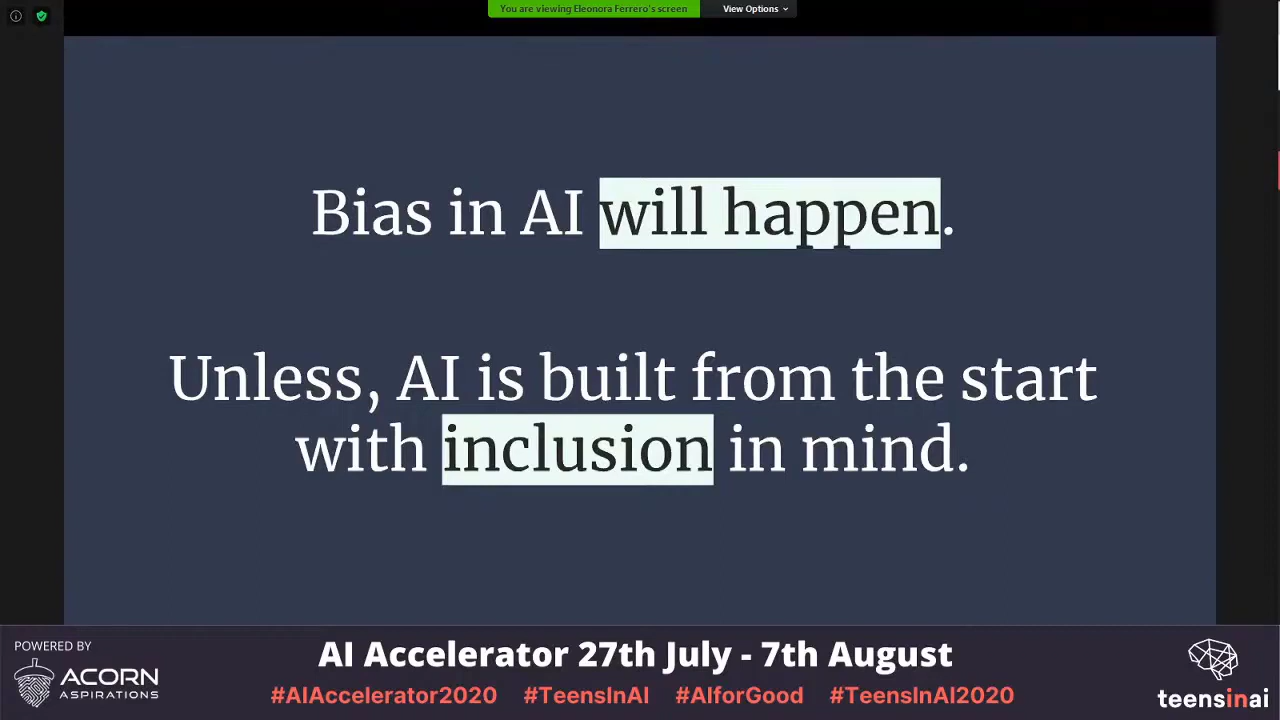 You are viewing Eleonora Ferrero's screen
View Options
Bias in AI will happen.
Unless, AI is built from the start
with inclusion in mind.
POWERED BY
ACORN
ASPIRATIONS
AI Accelerator 27th July - 7th August
#AIAccelerator2020 #TeensInAI #AIforGood #TeensInAI2020
teensinai